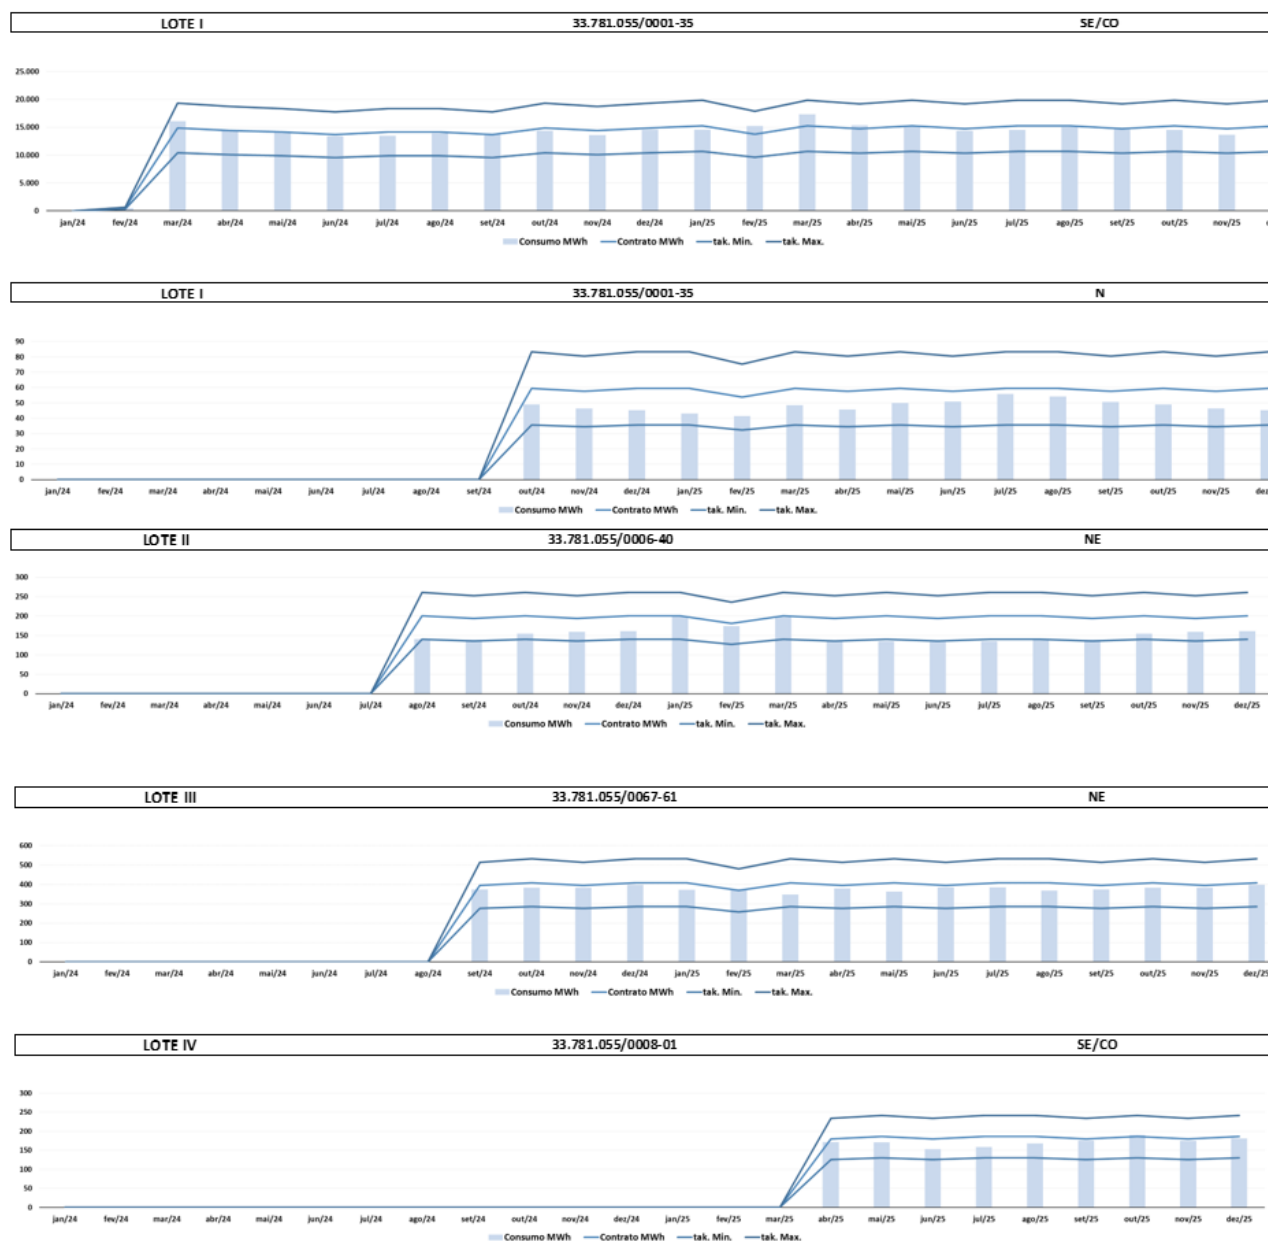 LOTE I 33.781.055/0001-35 SE/CO
25.000
20.000
15.000
10.000
5.000
0
jan/24 fev/24 mar/24 abr/24 mai/24 jun/24 jul/24 ago/24 set/24 out/24 nov/24 dez/24 jan/25 fev/25 mar/25 abr/25 mai/25 jun/25 jul/25 ago/25 set/25 out/25 nov/25
Consumo MWh Contrato MWh tak. Min. tak. Max.
LOTE I 33.781.055/0001-35 N
90
80
70
60
50
40
30
20
10
0
jan/24 fev/24 mar/24 abr/24 mai/24 jun/24 jul/24 ago/24 set/24 out/24 nov/24 dez/24 jan/25 fev/25 mar/25 abr/25 mai/25 jun/25 jul/25 ago/25 set/25 out/25 nov/25 dez
Consumo MWh Contrato MWh tak. Min. tak. Max.
LOTE II 33.781.055/0006-40 NE
300
250
200
150
100
50
0
jan/24 fev/24 mar/24 abr/24 mai/24 jun/24 jul/24 ago/24 set/24 out/24 nov/24 dez/24 jan/25 fev/25 mar/25 abr/25 mai/25 jun/25 jul/25 ago/25 set/25 out/25 nov/25 dez/25
Consumo MWh Contrato MWh tak. Min. tak. Max.
LOTE III 33.781.055/0067-61 NE
600
500
400
300
200
100
0
jan/24 fev/24 mar/24 abr/24 mai/24 jun/24 jul/24 ago/24 set/24 out/24 nov/24 dez/24 jan/25 fev/25 mar/25 abr/25 mai/25 jun/25 jul/25 ago/25 set/25 out/25 nov/25 dez/25
Consumo MWh Contrato MWh tak. Min. tak. Max.
LOTE IV 33.781.055/0008-01 SE/CO
300
250
200
150
100
50
0
jan/24 fev/24 mar/24 abr/24 mai/24 jun/24 jul/24 ago/24 set/24 out/24 nov/24 dez/24 jan/25 fev/25 mar/25 abr/25 mai/25 jun/25 jul/25 ago/25 set/25 out/25 nov/25 dez/25
Consumo MWh Contrato MWh tak. Min. tak. Max.